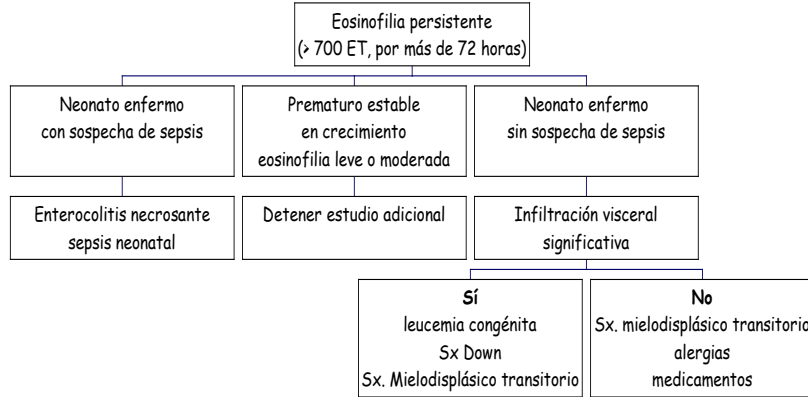 Eosinofilia persistente
(> 700 ET, por más de 72 horas)
Neonato enfermo
con sospecha de sepsis
Prematuro estable
en crecimiento
eosinofilia leve o moderada
Neonato enfermo
sin sospecha de sepsis
Enterocolitis necrosante
sepsis neonatal
Detener estudio adicional
Infiltración visceral
significativa
Sí
leucemia congénita
Sx Down
Sx. Mielodisplásico transitorio
No
Sx. mielodisplásico transitorio
alergias
medicamentos